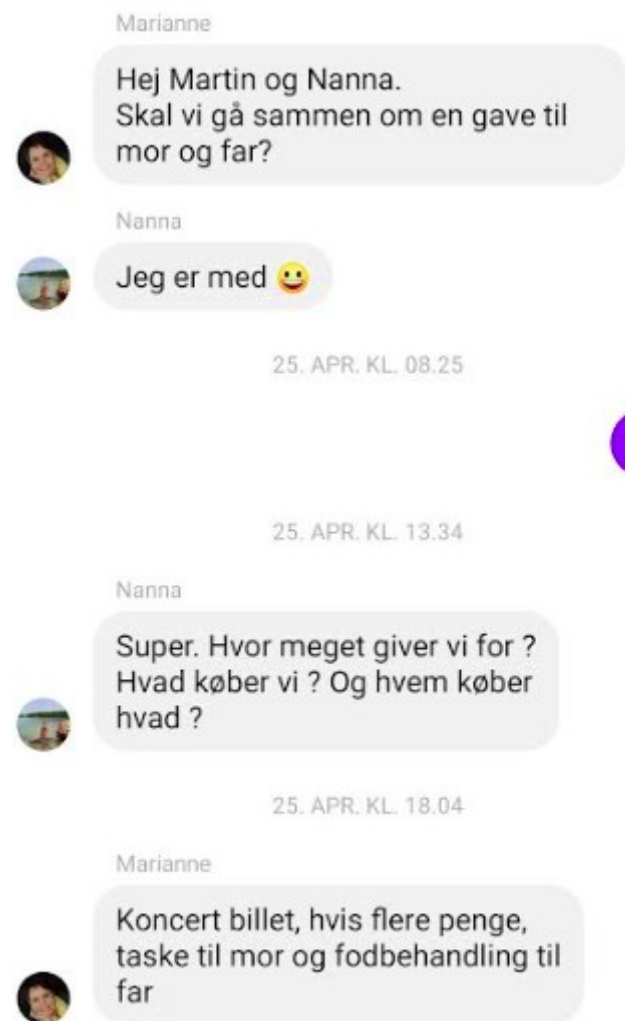 Marianne
Hej Martin og Nanna.
Skal vi gå sammen om en gave til
mor og far?
Nanna
Jeg er med 😀
25. APR. KL. 08.25
25. APR. KL. 13.34
Nanna
Super. Hvor meget giver vi for ?
Hvad køber vi ? Og hvem køber
hvad ?
25. APR. KL. 18.04
Marianne
Koncert billet, hvis flere penge,
taske til mor og fodbehandling til
far